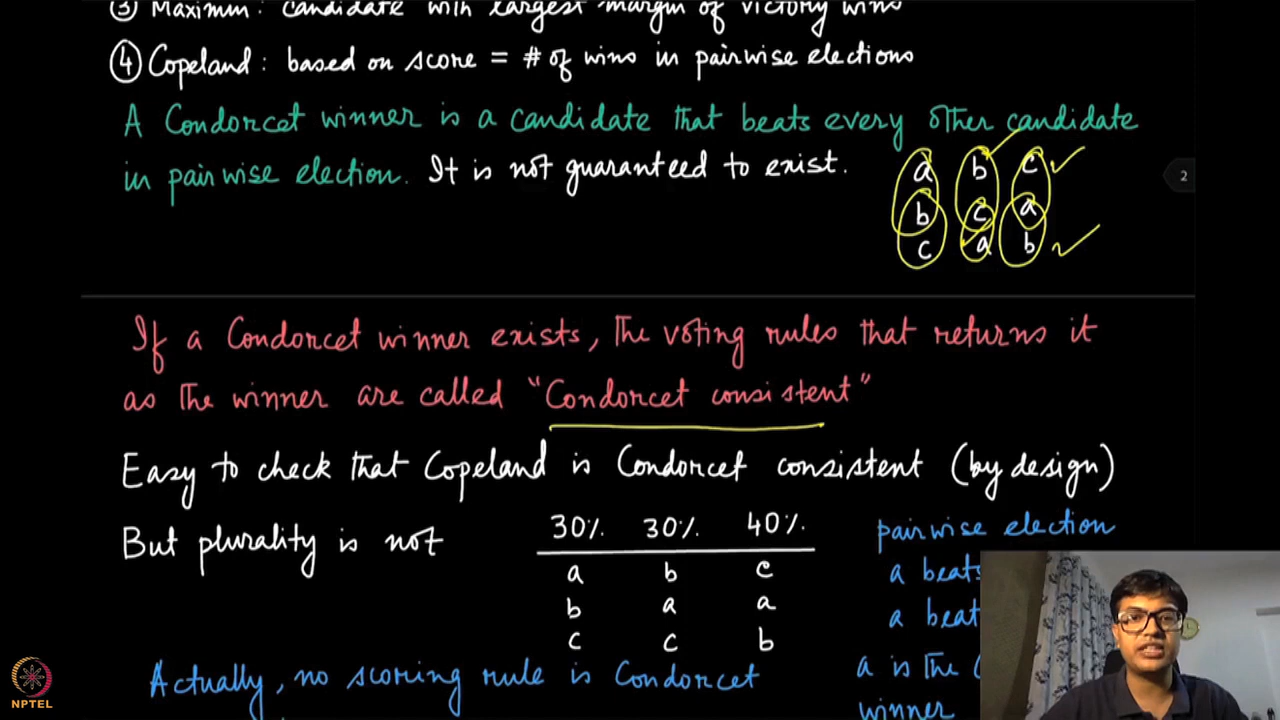 ③ Maximin: Candidate with largest margin of victory wins
④ Copeland: based on score = # of wins in pairwise elections
A Condorcet winner is a candidate that beats every other candidate
in pairwise election. It is not guaranteed to exist.
a b c
b c a
c a b
2
If a Condorcet winner exists, the voting rules that returns it
as the winner are called "Condorcet consistent"
Easy to check that Copeland is Condorcet consistent (by design)
But plurality is not
30% 30% 40%
a b c
b a a
c c b
pairwise election
a beats
a beat
a is the (
winner
Actually, no scoring rule is Condorcet
NPTEL